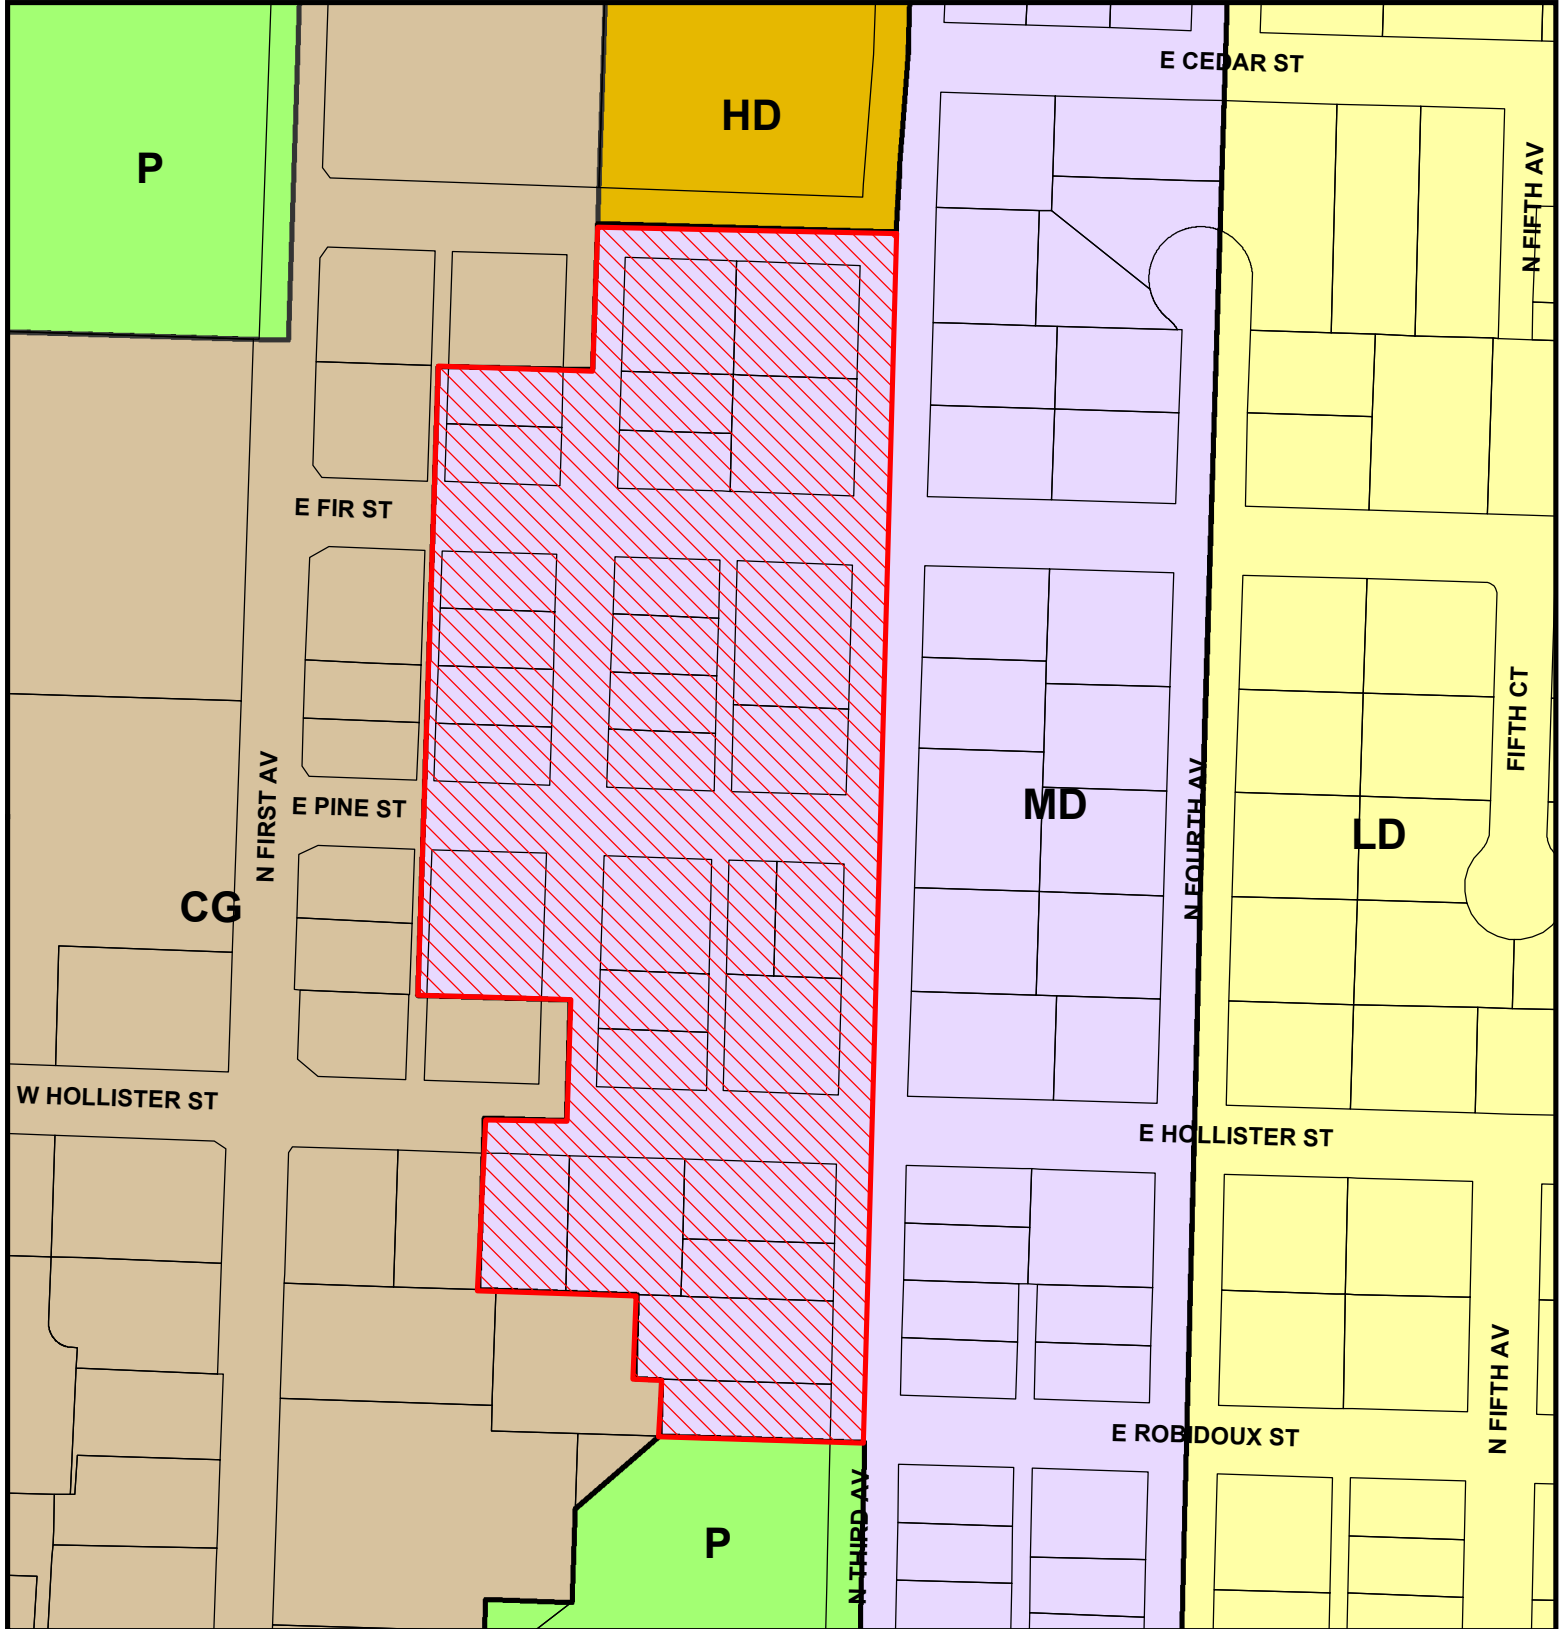 E CEDAR ST
HD
P
N FIFTH AV
E FIR ST
FIFTH CT
N FIRST AV
E PINE ST
MD
N FOURTH AV
LD
CG
W HOLLISTER ST
E HOLLISTER ST
N FIFTH AV
E ROBIDOUX ST
N THIRD AV
P